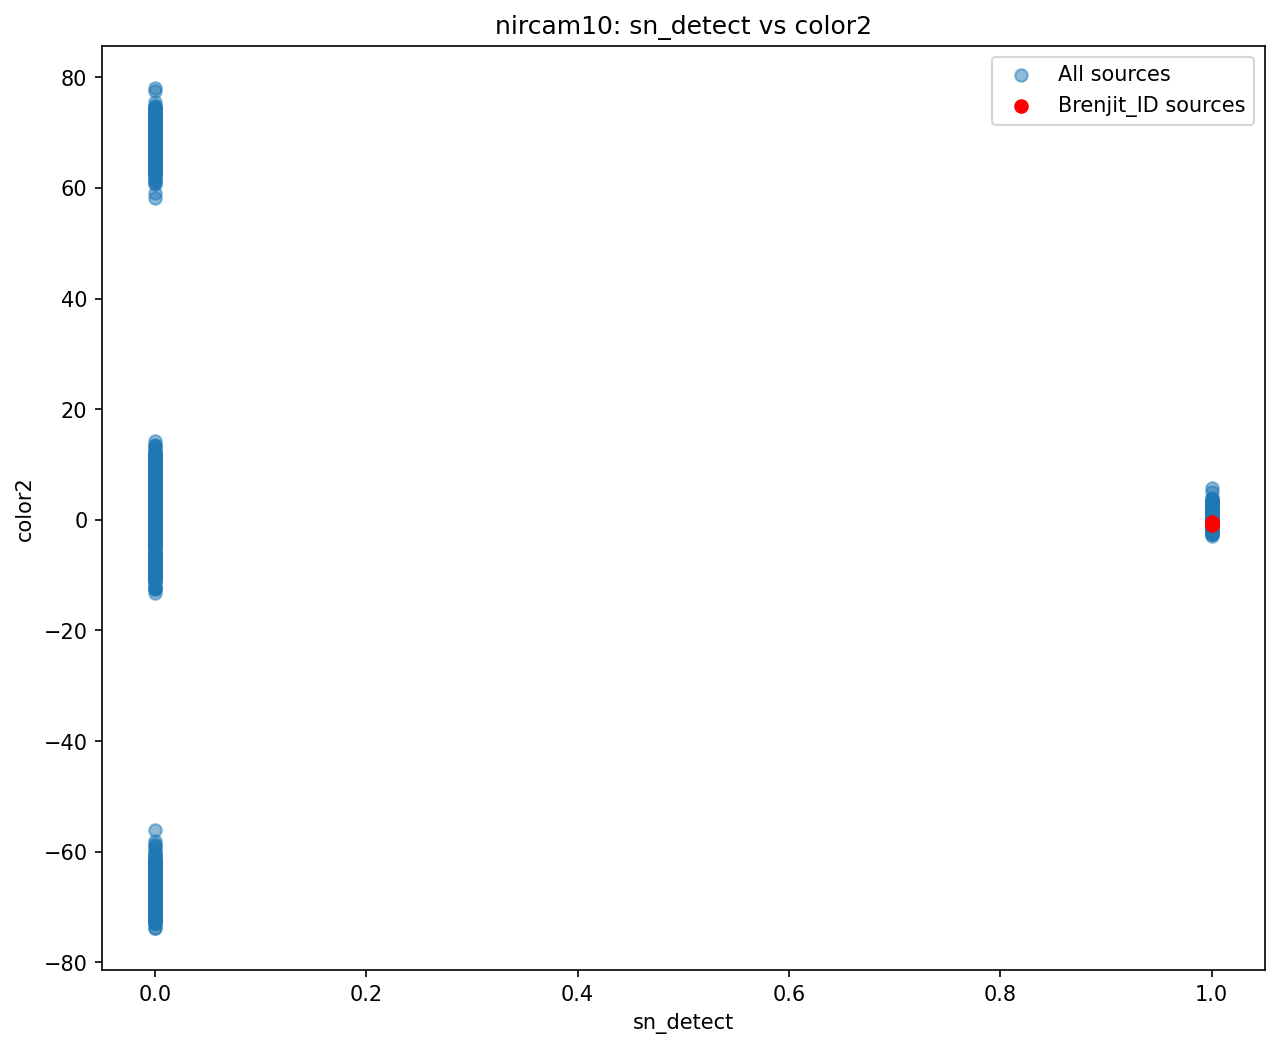 nircam10: sn_detect vs color2
All sources
Brenjit_ID sources
80
60
40
20
0
−20
−40
−60
−80
color2
0.0 0.2 0.4 0.6 0.8 1.0
sn_detect